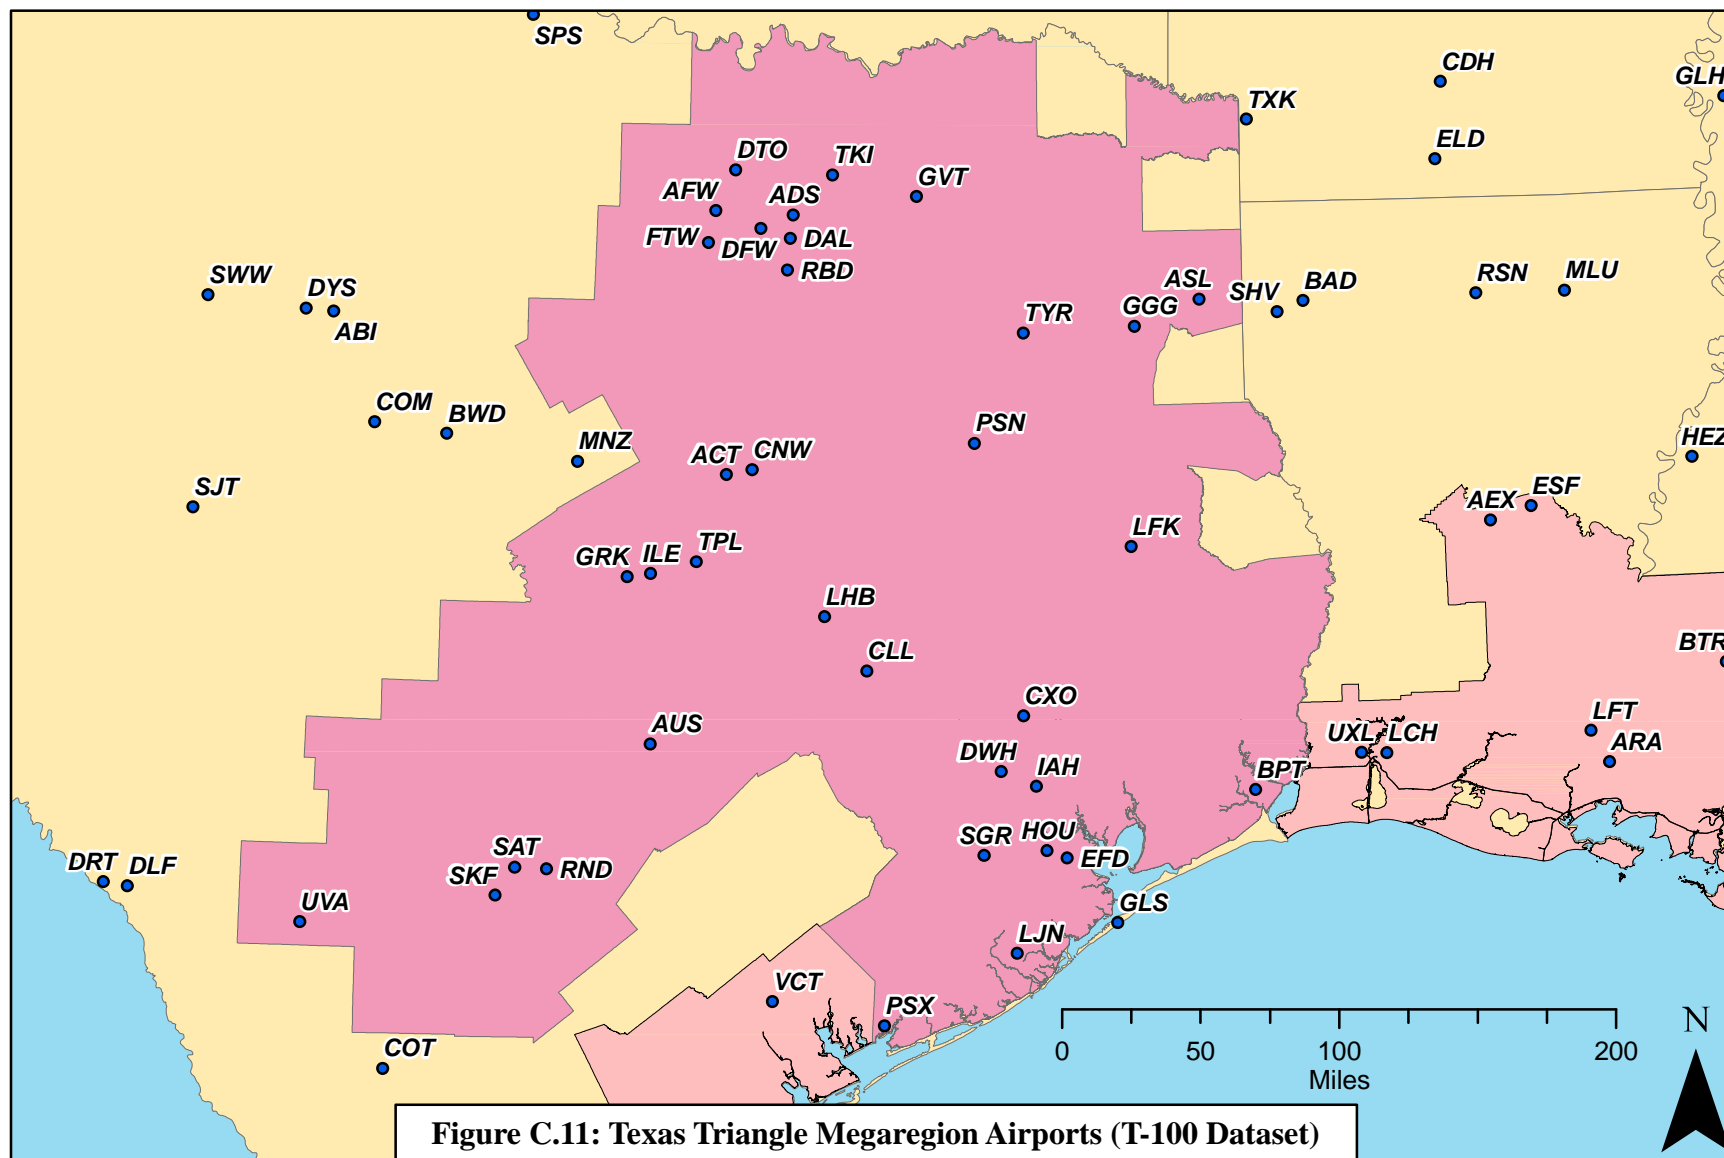 SPS
CDH
GLH
TXK
ELD
DTO
TKI
GVT
AFW
ADS
FTW
DFW
DAL
RBD
SWW
DYS
ABI
ASL
GGG
SHV
BAD
RSN
MLU
TYR
COM
BWD
MNZ
PSN
ACT
CNW
HEZ
SJT
AEX
ESF
LFK
GRK
ILE
TPL
LHB
CLL
BTR
CXO
AUS
LFT
UXL
LCH
ARA
DWH
IAH
BPT
SGR
HOU
EFD
SAT
SKF
RND
DRT
DLF
UVA
GLS
LJN
VCT
PSX
COT
N
0 50 100 200
Miles
Figure C.11: Texas Triangle Megaregion Airports (T-100 Dataset)